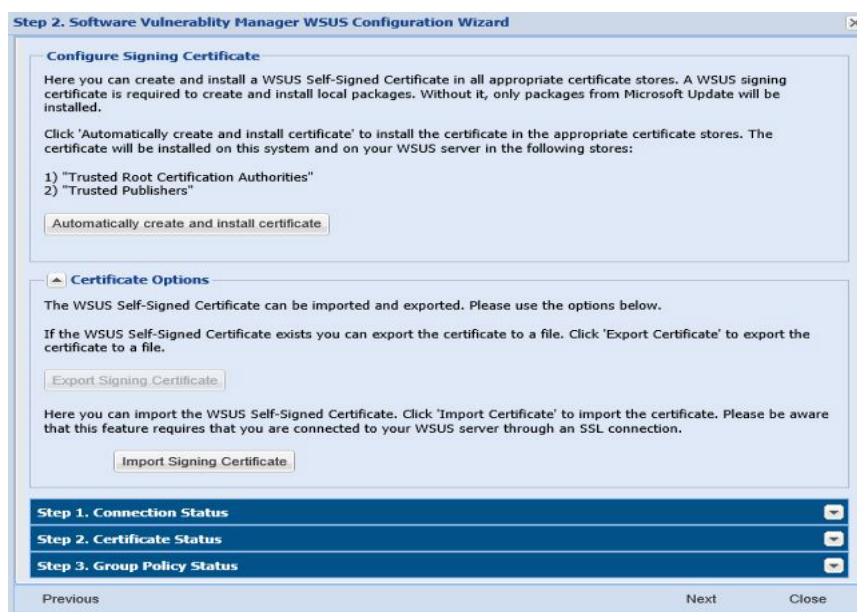 Step 2. Software Vulnerablity Manager WSUS Configuration Wizard
Configure Signing Certificate
Here you can create and install a WSUS Self-Signed Certificate in all appropriate certificate stores. A WSUS signing
certificate is required to create and install local packages. Without it, only packages from Microsoft Update will be
installed.
Click 'Automatically create and install certificate' to install the certificate in the appropriate certificate stores. The
certificate will be installed on this system and on your WSUS server in the following stores:
1) "Trusted Root Certification Authorities"
2) "Trusted Publishers"
Automatically create and install certificate
Certificate Options
The WSUS Self-Signed Certificate can be imported and exported. Please use the options below.
If the WSUS Self-Signed Certificate exists you can export the certificate to a file. Click 'Export Certificate' to export the
certificate to a file.
Export Signing Certificate
Here you can import the WSUS Self-Signed Certificate. Click 'Import Certificate' to import the certificate. Please be aware
that this feature requires that you are connected to your WSUS server through an SSL connection.
Import Signing Certificate
Step 1. Connection Status
Step 2. Certificate Status
Step 3. Group Policy Status
Previous Next Close